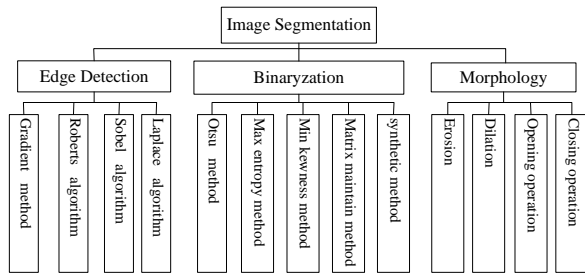 Image Segmentation
Edge Detection
Binaryzation
Morphology
Gradient method
Roberts algorithm
Sobel algorithm
Laplace algorithm
Otsu method
Max entropy method
Min kewness method
Matrix maintain method
synthetic method
Erosion
Dilation
Opening operation
Closing operation